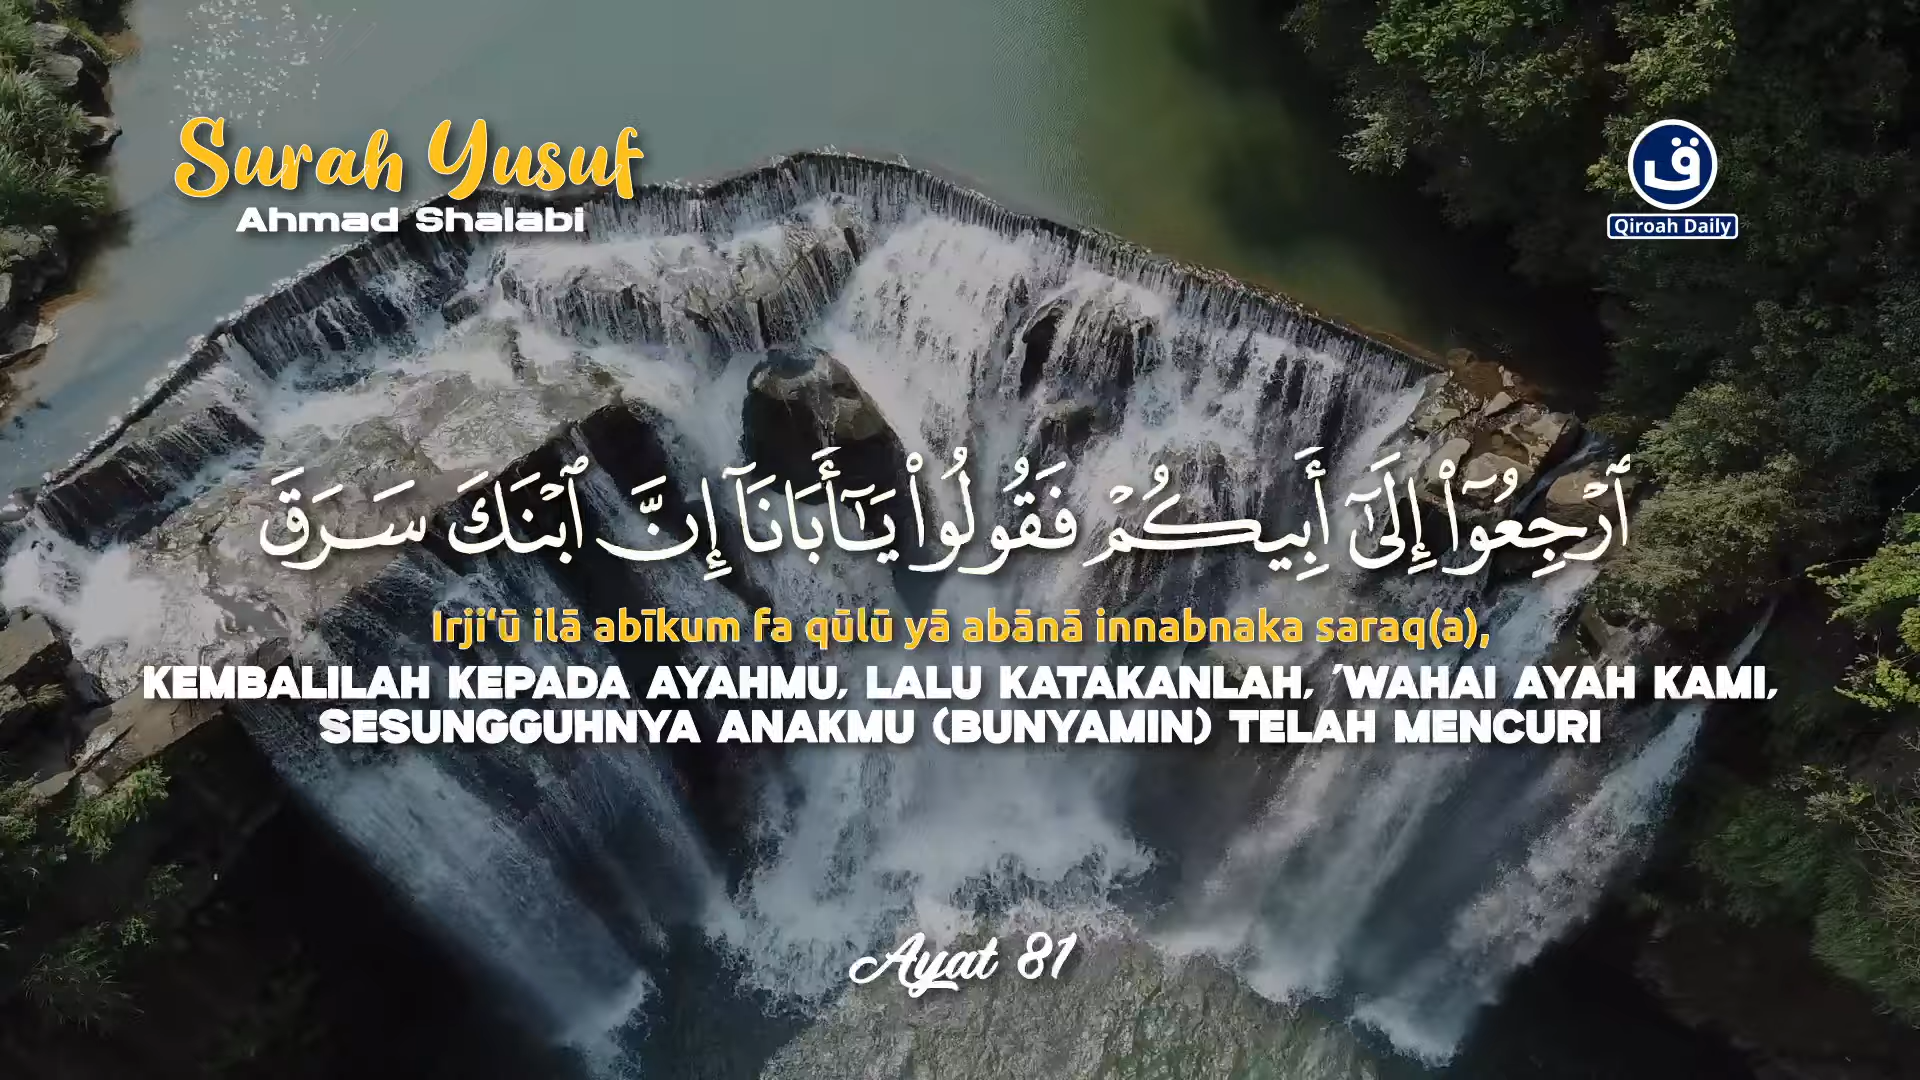 Surah Yusuf
Ahmad Shalabi
ق
Qiroah Daily
ٱرْجِعُوٓا۟ إِلَىٰٓ أَبِيكُمْ فَقُولُوا۟ يَـٰٓأَبَانَآ إِنَّ ٱبْنَكَ سَرَقَ
Irji‘ū ilā abīkum fa qūlū yā abānā innabnaka saraq(a),
KEMBALILAH KEPADA AYAHMU, LALU KATAKANLAH, ’WAHAI AYAH KAMI,
SESUNGGUHNYA ANAKMU (BUNYAMIN) TELAH MENCURI
Ayat 81